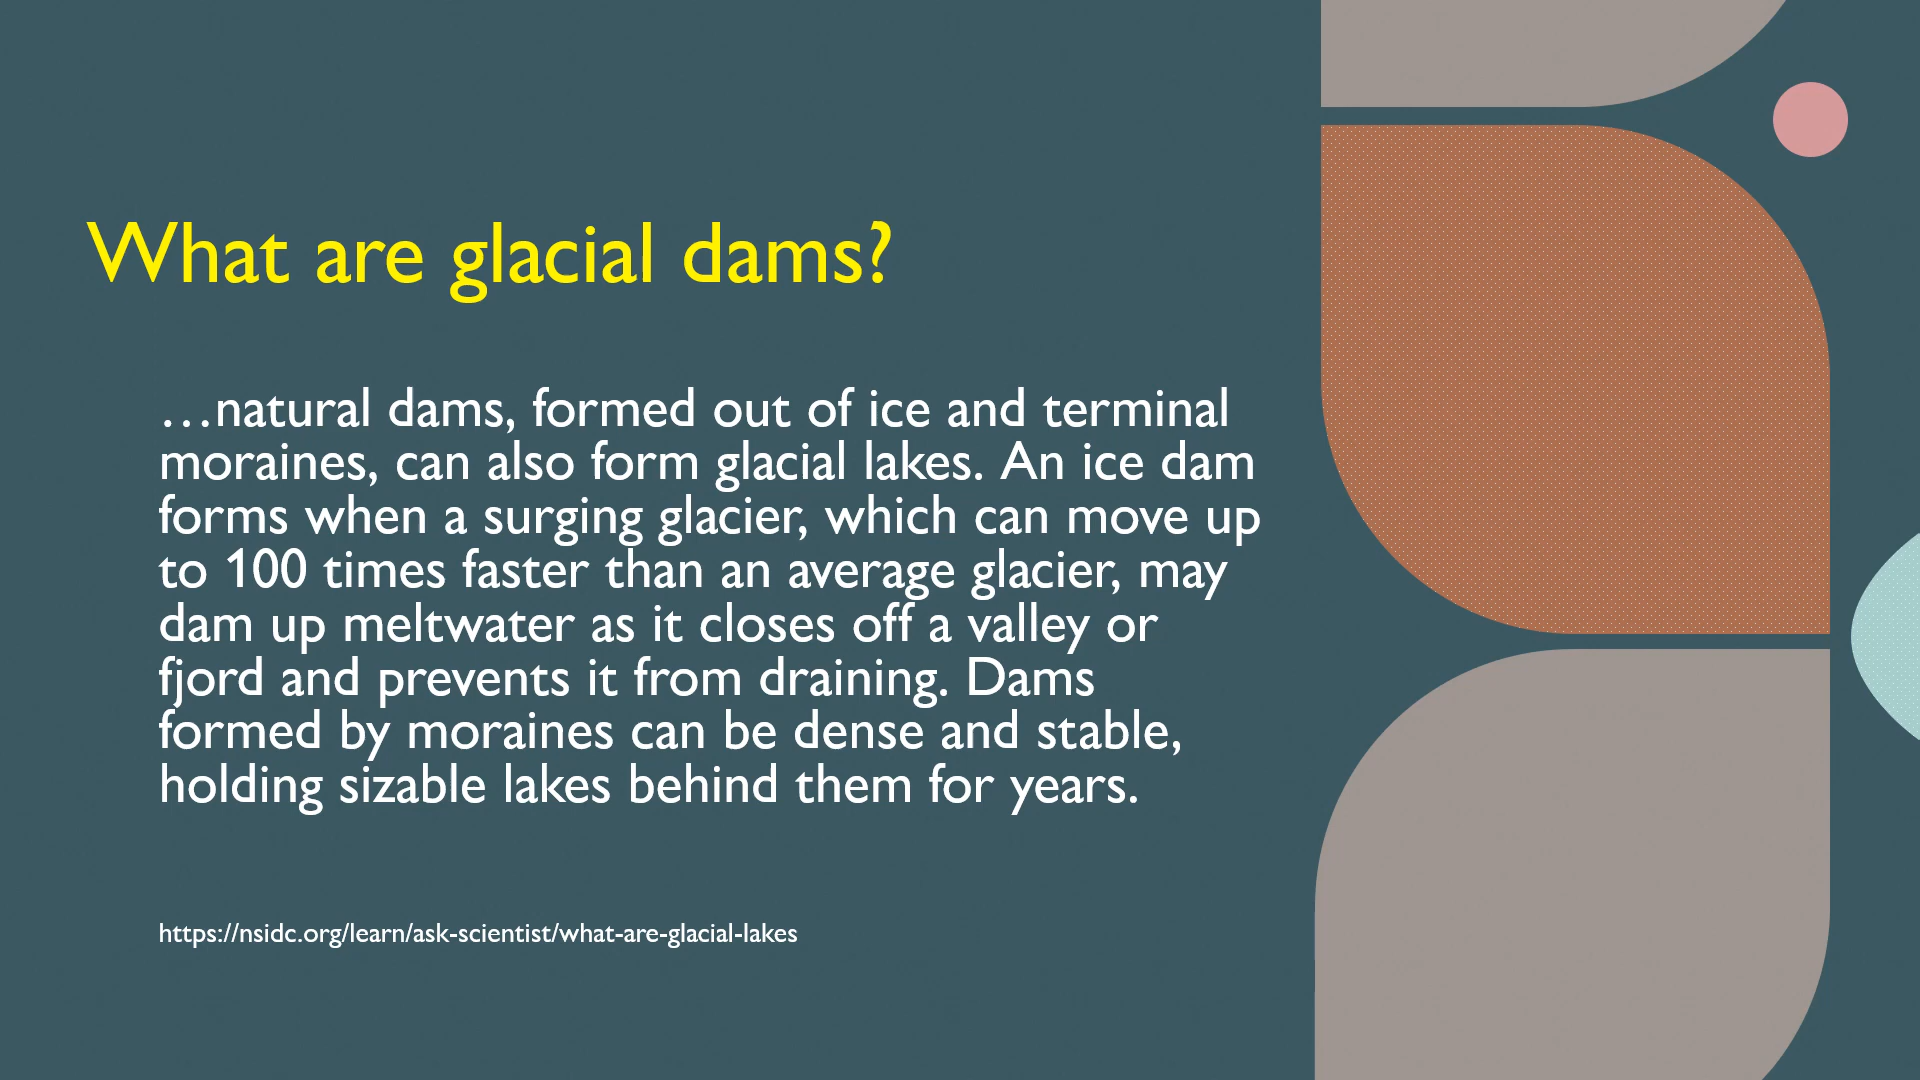 What are glacial dams?
…natural dams, formed out of ice and terminal
moraines, can also form glacial lakes. An ice dam
forms when a surging glacier, which can move up
to 100 times faster than an average glacier, may
dam up meltwater as it closes off a valley or
fjord and prevents it from draining. Dams
formed by moraines can be dense and stable,
holding sizable lakes behind them for years.
https://nsidc.org/learn/ask-scientist/what-are-glacial-lakes